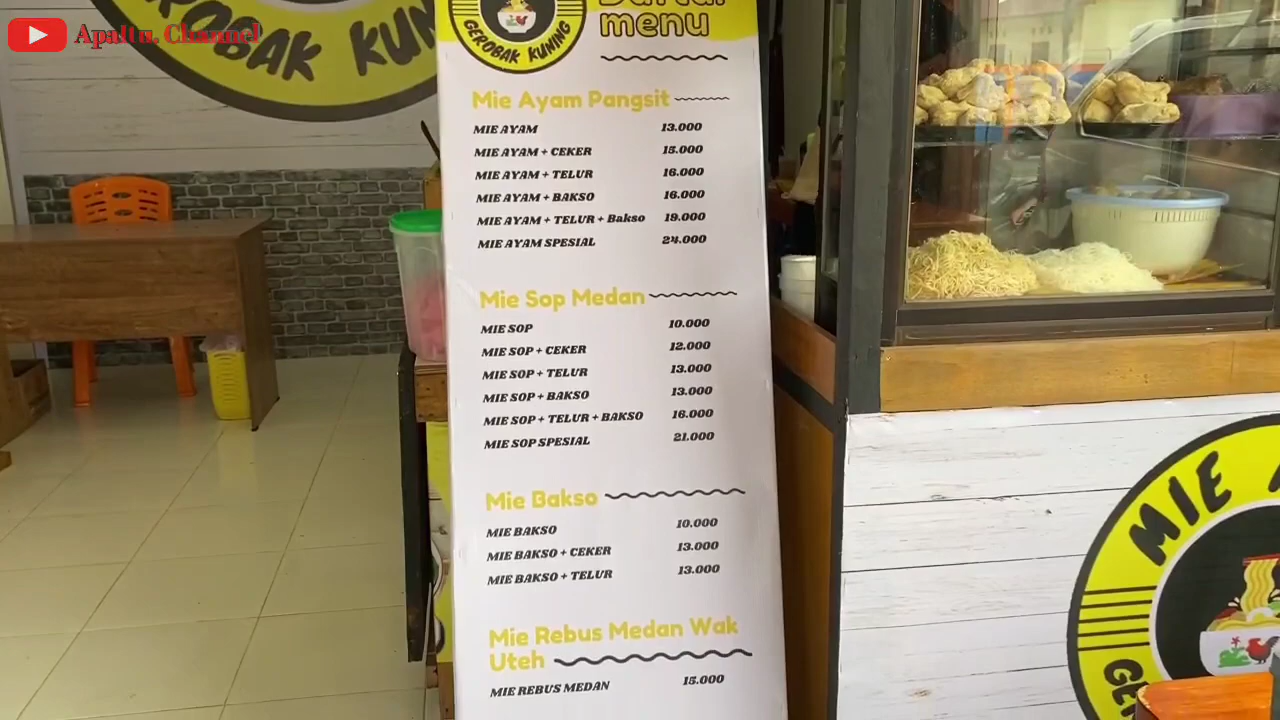 Apaltu Channel
GEROBAK KUN
GEROBAK KUNING
Daftar
menu
Mie Ayam Pangsit
MIE AYAM 13.000
MIE AYAM + CEKER 15.000
MIE AYAM + TELUR 16.000
MIE AYAM + BAKSO 16.000
MIE AYAM + TELUR + Bakso 19.000
MIE AYAM SPESIAL 24.000
Mie Sop Medan
MIE SOP 10.000
MIE SOP + CEKER 12.000
MIE SOP + TELUR 13.000
MIE SOP + BAKSO 13.000
MIE SOP + TELUR + BAKSO 16.000
MIE SOP SPESIAL 21.000
Mie Bakso
MIE BAKSO 10.000
MIE BAKSO + CEKER 13.000
MIE BAKSO + TELUR 13.000
Mie Rebus Medan Wak
Uteh
MIE REBUS MEDAN 15.000
MIE
GE